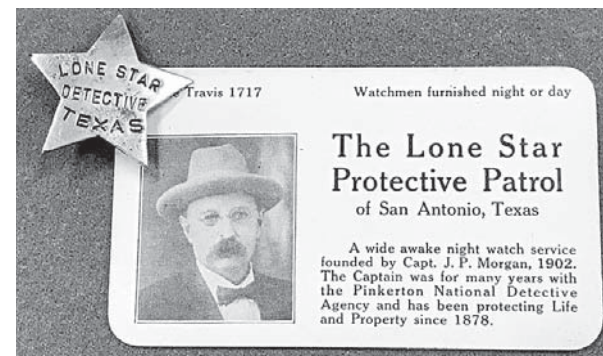 LONE STAR
DETECTIVE
TEXAS
Travis 1717
Watchmen furnished night or day
The Lone Star
Protective Patrol
of San Antonio, Texas
A wide awake night watch service
founded by Capt. J. P. Morgan, 1902.
The Captain was for many years with
the Pinkerton National Detective
Agency and has been protecting Life
and Property since 1878.